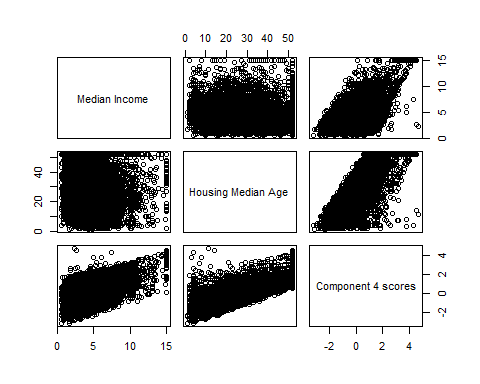 0 10 20 30 40 50
Median Income
0 5 10 15
0 20 40
Housing Median Age
Component 4 scores
-2 0 2 4
0 5 10 15
-2 0 2 4